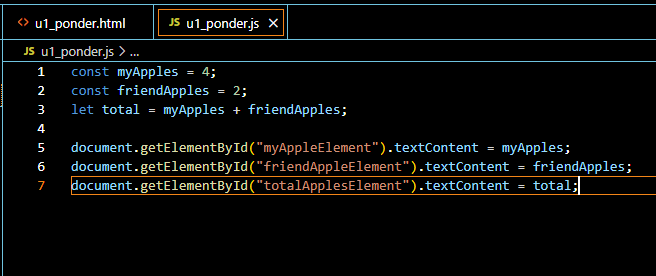 <> u1_ponder.html
JS u1_ponder.js ×
JS u1_ponder.js > ...
1 const myApples = 4;
2 const friendApples = 2;
3 let total = myApples + friendApples;
4
5 document.getElementById("myAppleElement").textContent = myApples;
6 document.getElementById("friendAppleElement").textContent = friendApples;
7 document.getElementById("totalApplesElement").textContent = total;